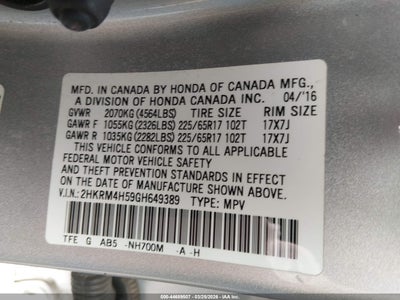 MFD. IN CANADA BY HONDA OF CANADA MFG.,
A DIVISION OF HONDA CANADA INC. 04/'16
GVWR 2070KG(4564LBS) TIRE SIZE RIM SIZE
GAWR F 1055KG(2326LBS) 225/65R17 102T 17X7J
GAWR R 1035KG(2282LBS) 225/65R17 102T 17X7J
THIS VEHICLE CONFORMS TO ALL APPLICABLE
FEDERAL MOTOR VEHICLE SAFETY AND BUMPER
STANDARDS IN EFFECT ON THE DATE OF
MANUFACTURE SHOWN ABOVE.
V.I.N.: 2HKRM4H59GH649389 TYPE: MPV
TFE G AB5 -NH700M -A -H
000-44689507 - 03/29/2026 - IAA Inc.